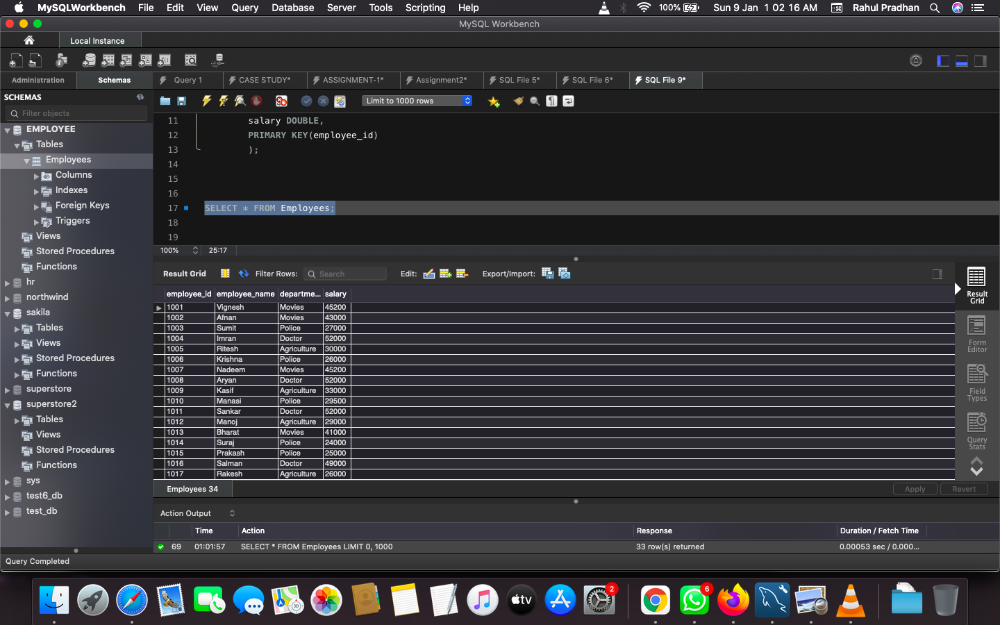 MySQLWorkbench File Edit View Query Database Server Tools Scripting Help 100% Sun 9 Jan 1 02 16 AM Rahul Pradhan
MySQL Workbench
Local Instance
Administration Schemas Query 1 CASE STUDY* ASSIGNMENT-1* Assignment2* SQL File 5* SQL File 6* SQL File 9*
SCHEMAS
Filter objects
EMPLOYEE
Tables
Employees
Columns
Indexes
Foreign Keys
Triggers
Views
Stored Procedures
Functions
hr
northwind
sakila
Tables
Views
Stored Procedures
Functions
superstore
superstore2
Tables
Views
Stored Procedures
Functions
sys
test6_db
test_db
Limit to 1000 rows
11 salary DOUBLE,
12 PRIMARY KEY(employee_id)
13 );
14
15
16
17 SELECT * FROM Employees;
18
19
100% 25:17
Result Grid Filter Rows: Search Edit: Export/Import:
employee_id employee_name departme... salary
1001 Vignesh Movies 45200
1002 Afnan Movies 43000
1003 Sumit Police 27000
1004 Imran Doctor 52000
1005 Ritesh Agriculture 30000
1006 Krishna Police 26000
1007 Nadeem Movies 45200
1008 Aryan Doctor 52000
1009 Kasif Agriculture 33000
1010 Manasi Police 29500
1011 Sankar Doctor 52000
1012 Manoj Agriculture 29000
1013 Bharat Movies 41000
1014 Suraj Police 24000
1015 Prakash Police 25000
1016 Salman Doctor 49000
1017 Rakesh Agriculture 26000
Result
Grid
Form
Editor
Field
Types
Query
Stats
Employees 34 Apply Revert
Action Output
Time Action Response Duration / Fetch Time
69 01:01:57 SELECT * FROM Employees LIMIT 0, 1000 33 row(s) returned 0.00053 sec / 0.000...
Query Completed
3D
tv
2
6